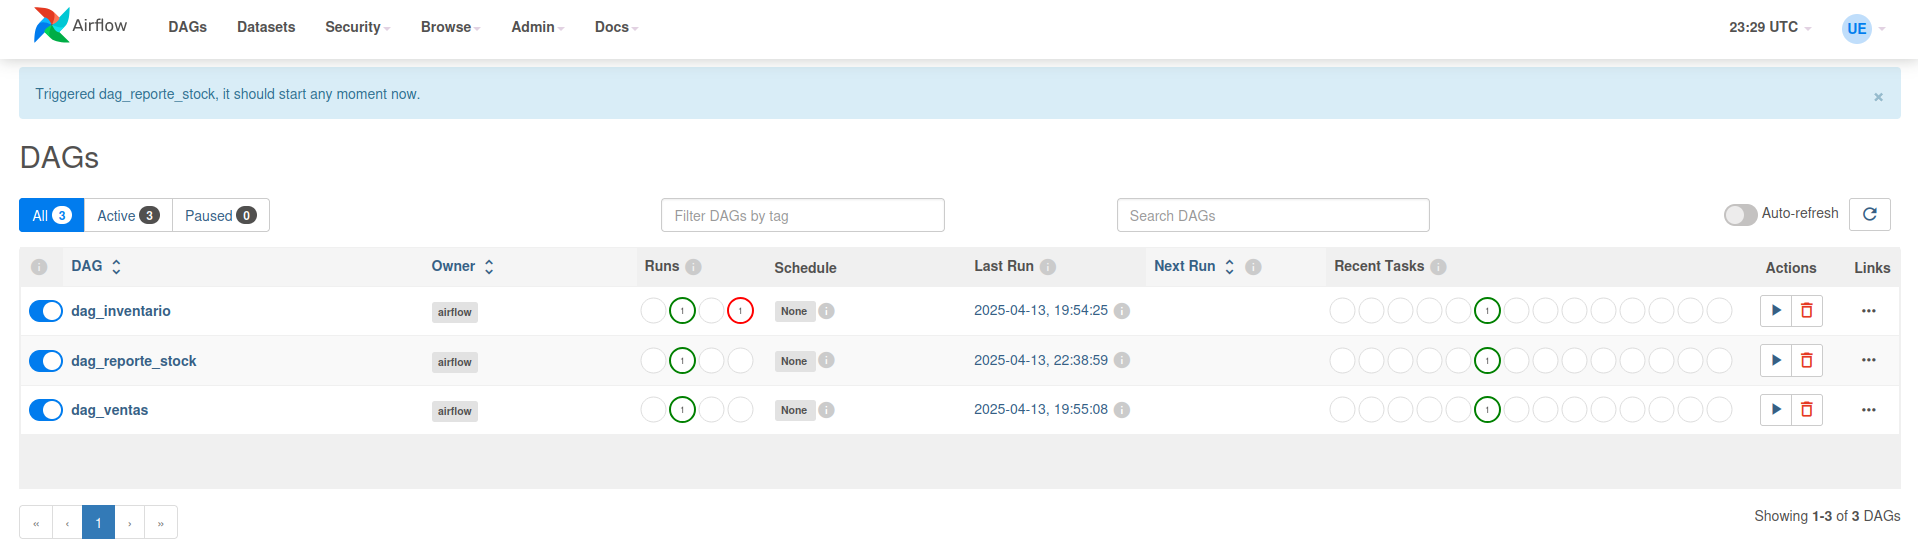 Airflow DAGs Datasets Security Browse Admin Docs 23:29 UTC UE
Triggered dag_reporte_stock, it should start any moment now. ×
DAGs
All 3 Active 3 Paused 0 Filter DAGs by tag Search DAGs Auto-refresh
i DAG Owner Runs i Schedule Last Run i Next Run i Recent Tasks i Actions Links
dag_inventario airflow 1 1 None i 2025-04-13, 19:54:25 i 1
dag_reporte_stock airflow 1 None i 2025-04-13, 22:38:59 i 1
dag_ventas airflow 1 None i 2025-04-13, 19:55:08 i 1
« ‹ 1 › » Showing 1-3 of 3 DAGs